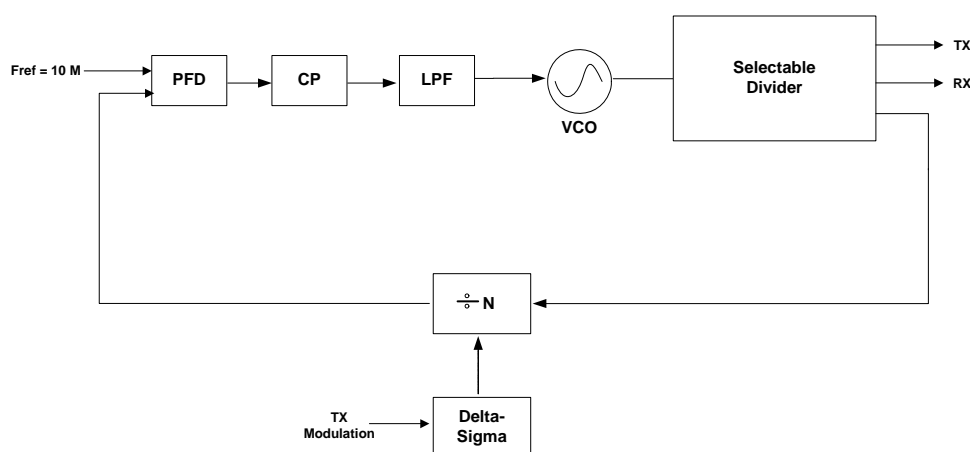 Fref = 10 M
PFD
CP
LPF
VCO
Selectable
Divider
TX
RX
÷ N
TX
Modulation
Delta-
Sigma